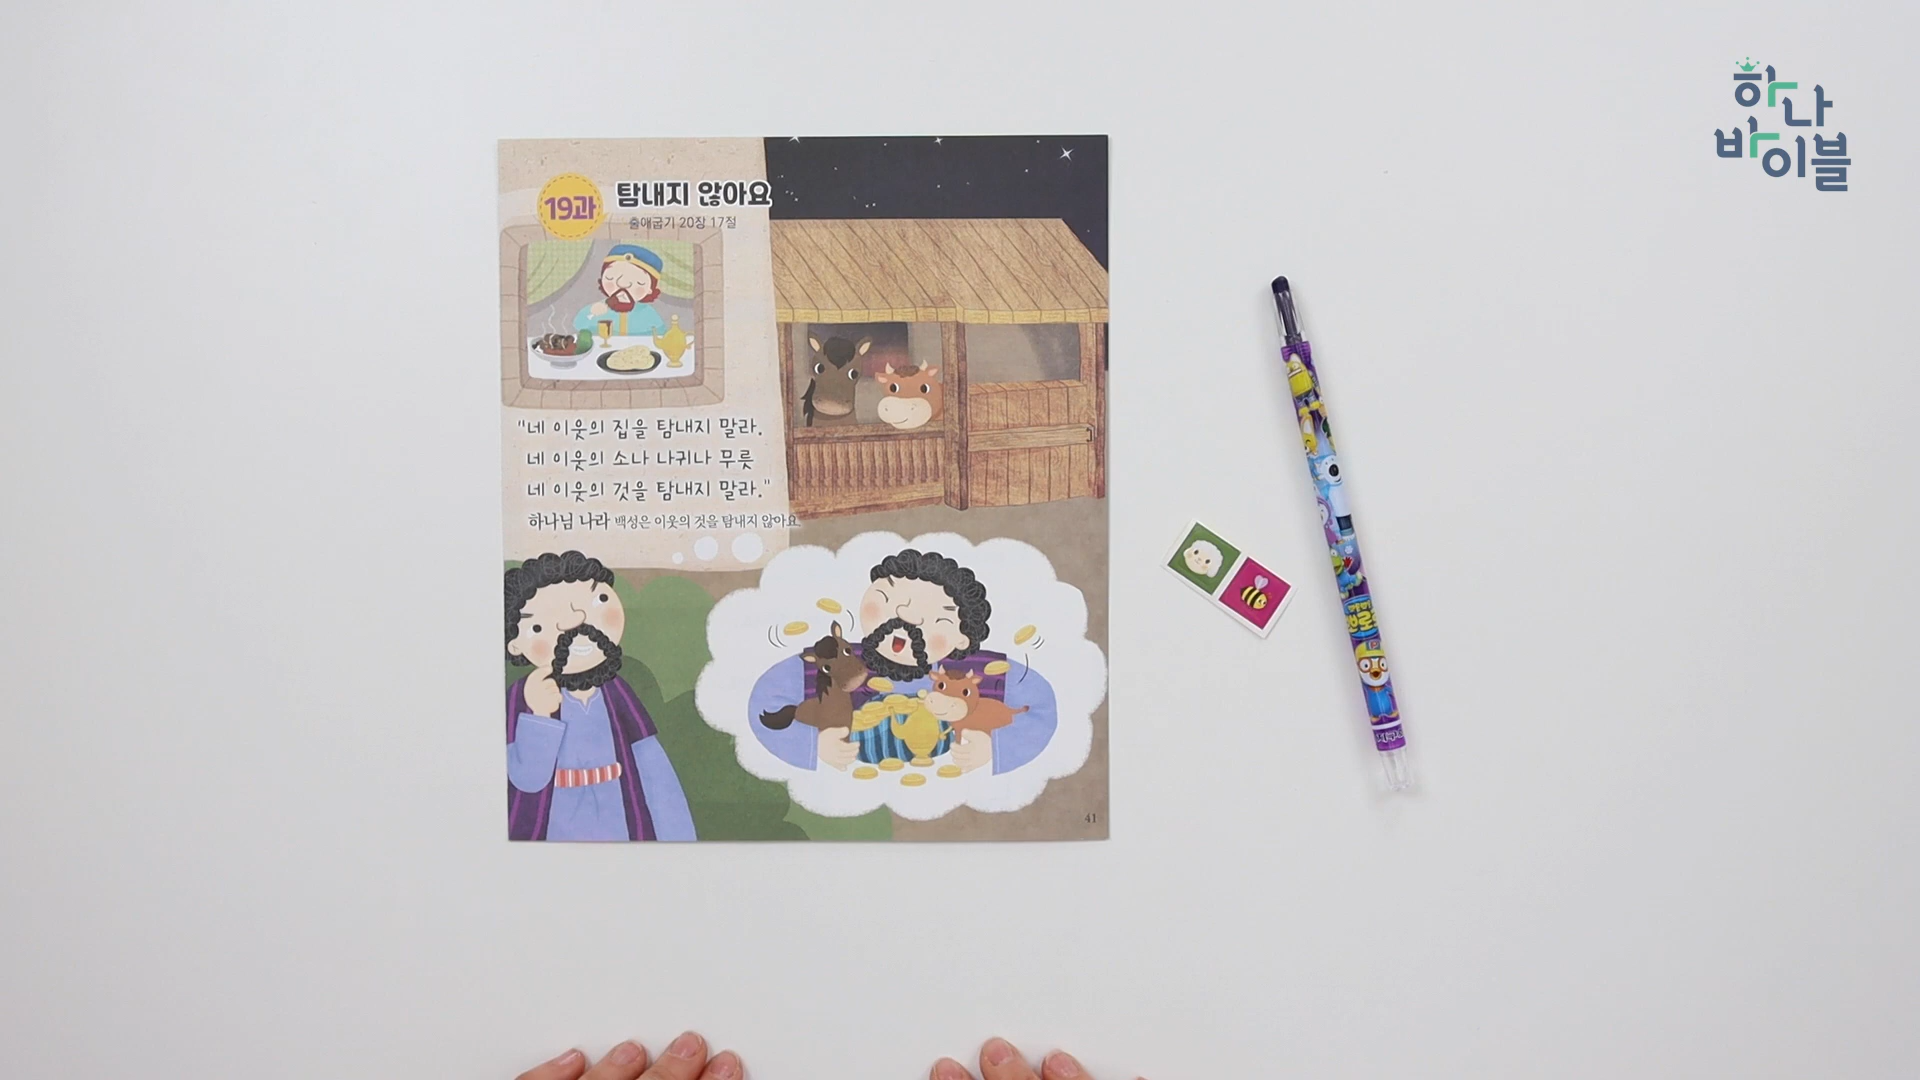 하나
바이블
19과
탐내지 않아요
출애굽기 20장 17절
"네 이웃의 집을 탐내지 말라.
네 이웃의 소나 나귀나 무릇
네 이웃의 것을 탐내지 말라."
하나님 나라 백성은 이웃의 것을 탐내지 않아요.
41